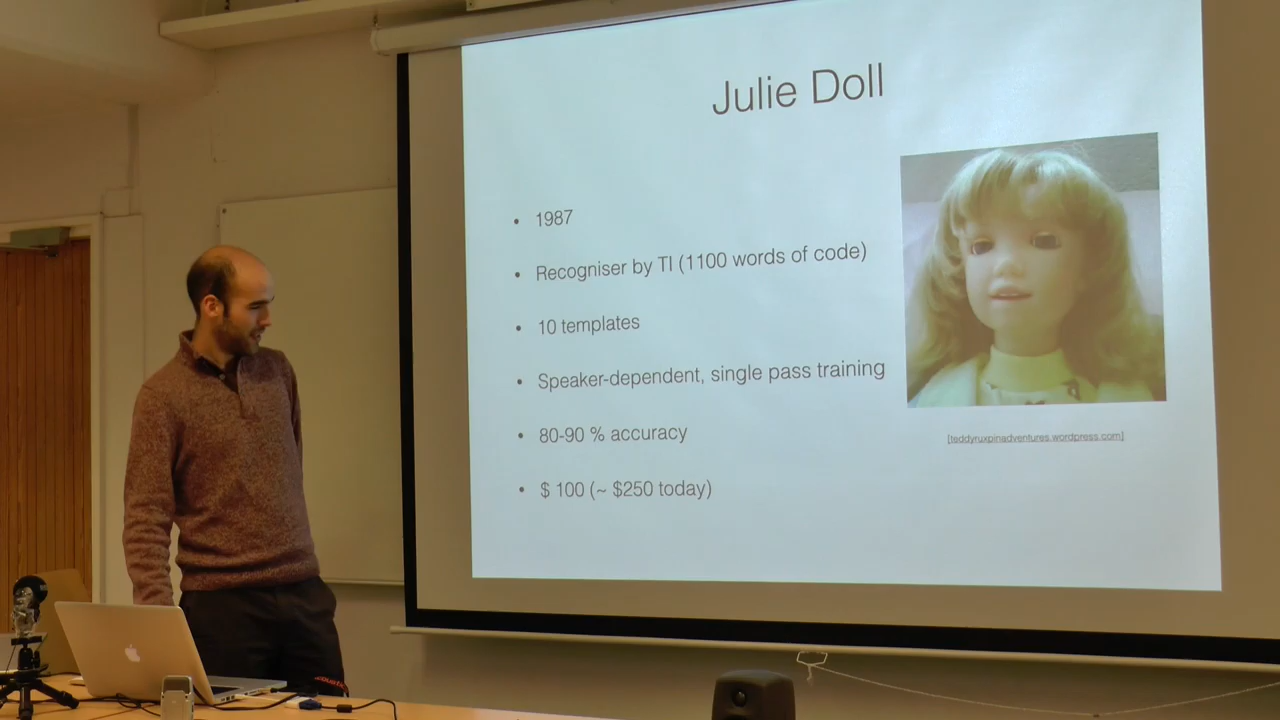 Julie Doll
• 1987
• Recogniser by TI (1100 words of code)
• 10 templates
• Speaker-dependent, single pass training
• 80-90 % accuracy
• $ 100 (~ $250 today)
[teddyruxpinadventures.wordpress.com]